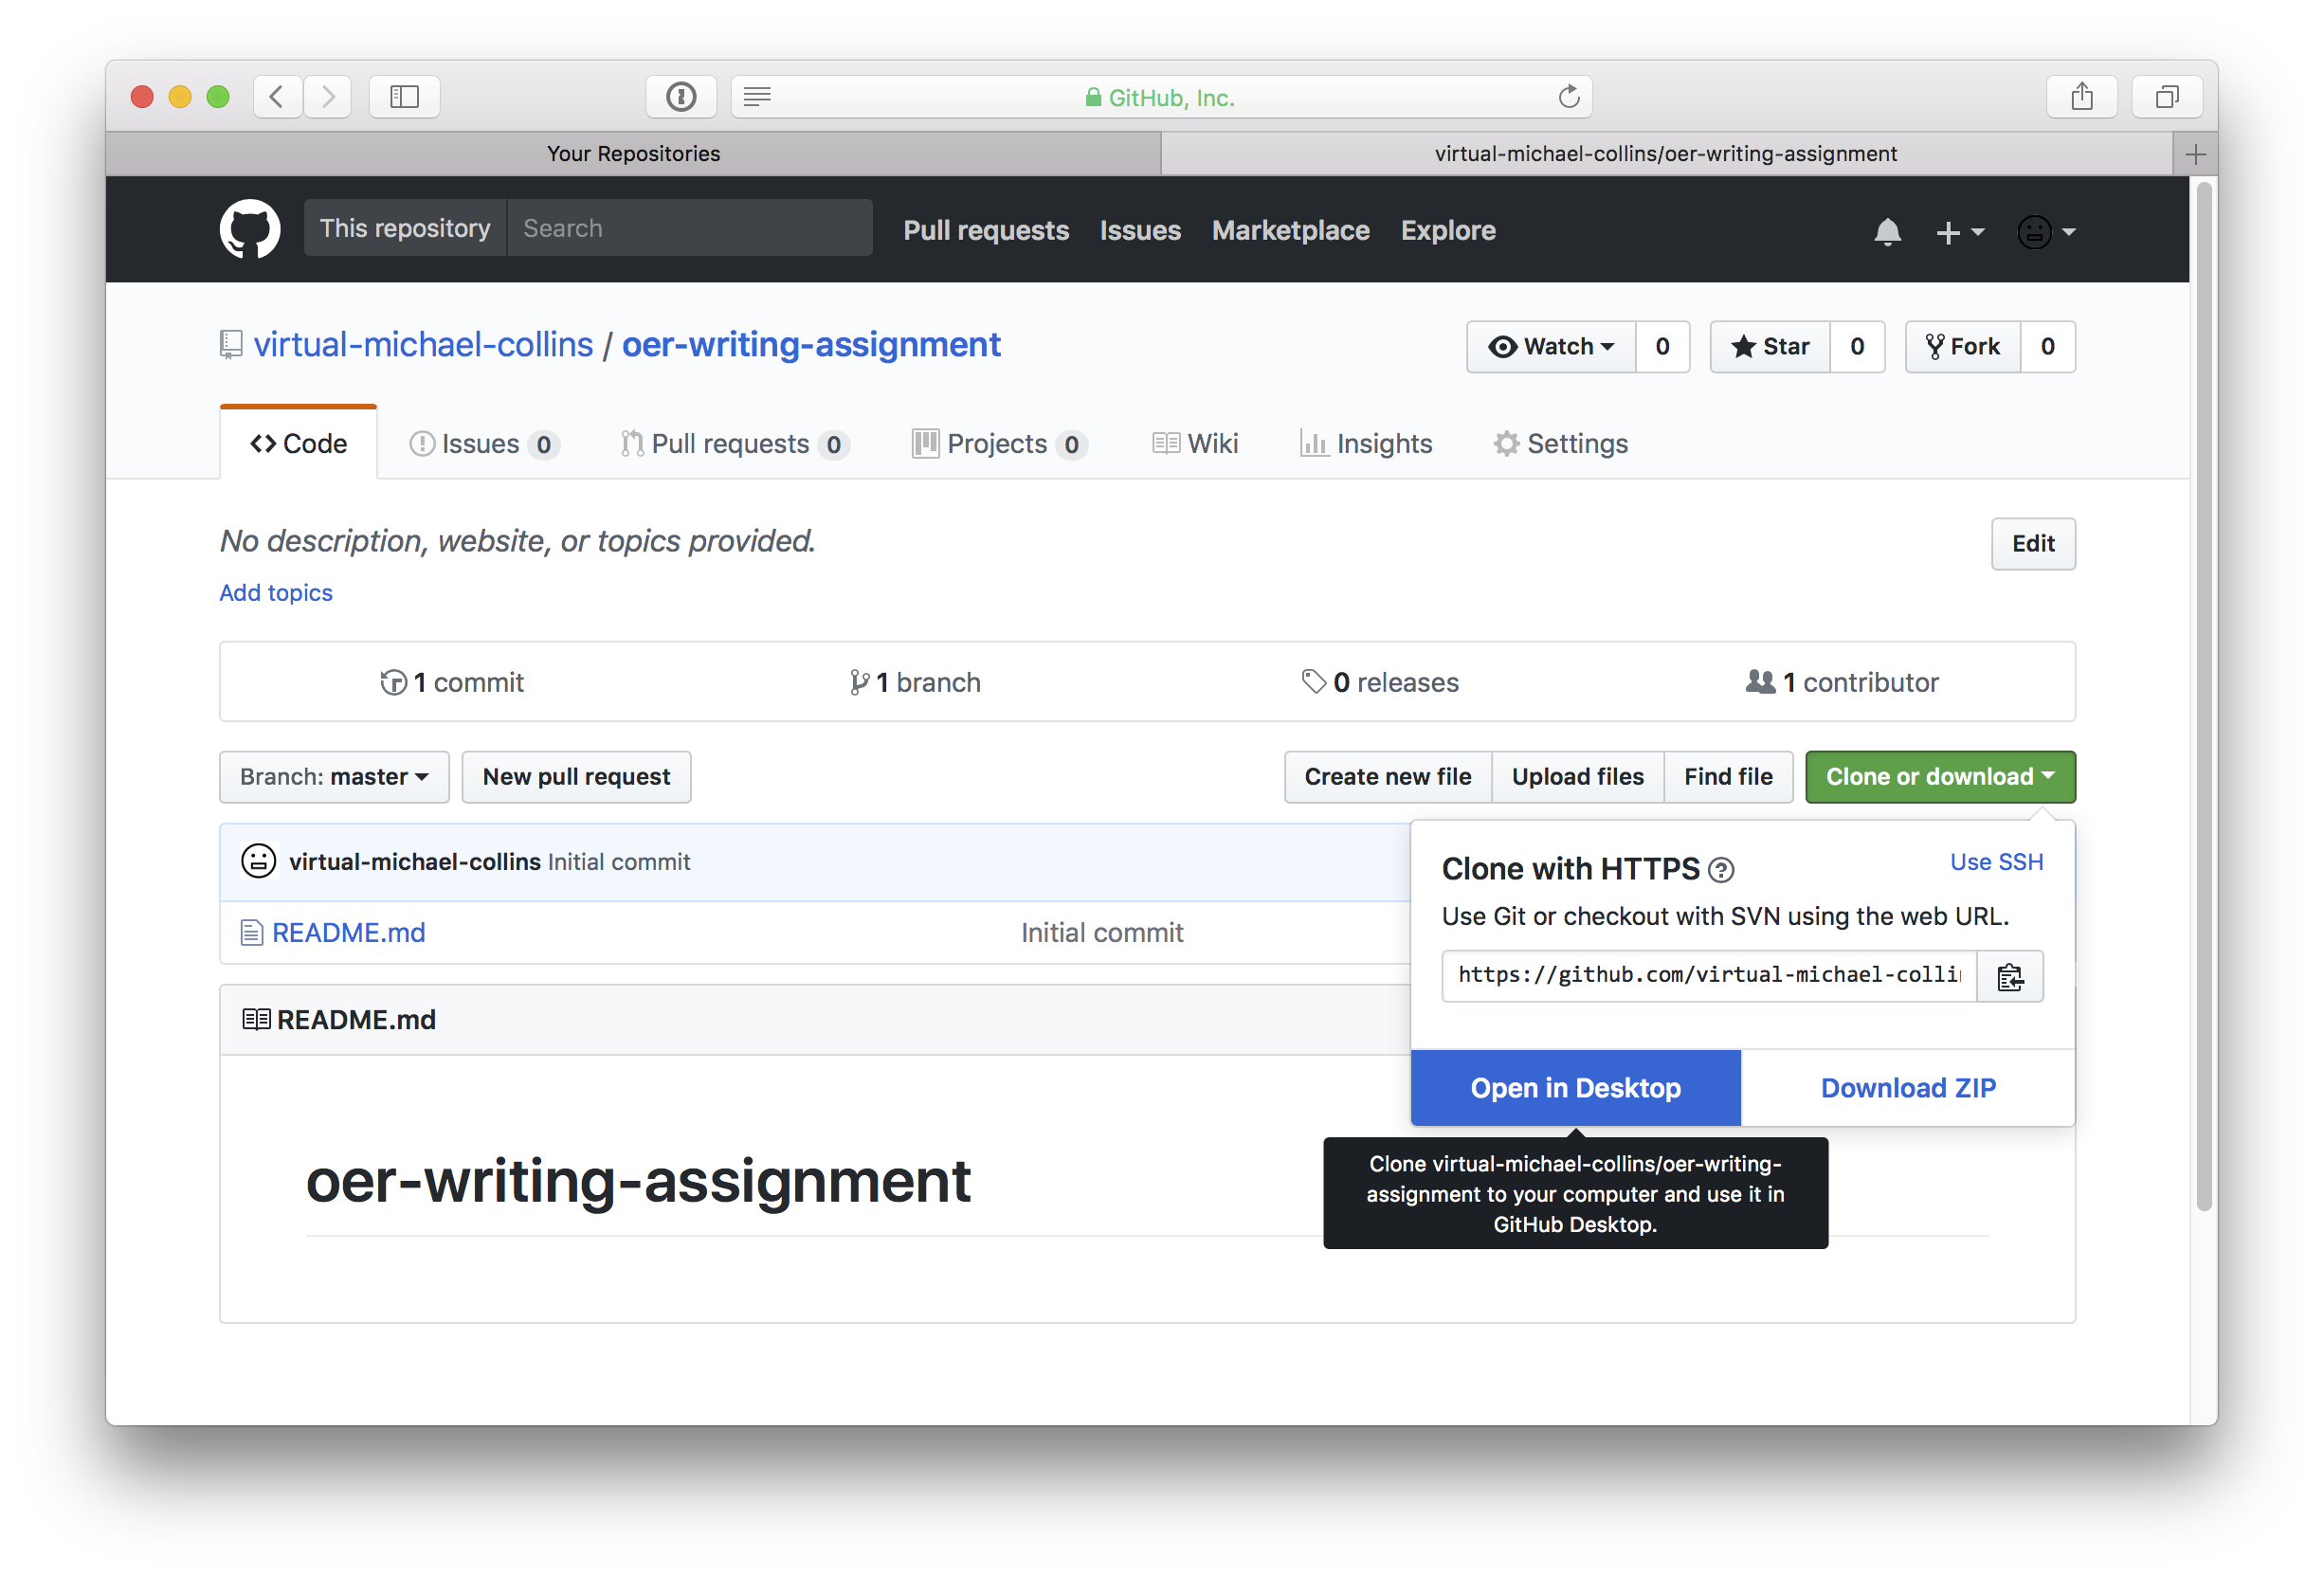 GitHub, Inc.
Your Repositories
virtual-michael-collins/oer-writing-assignment
This repository Search Pull requests Issues Marketplace Explore
virtual-michael-collins / oer-writing-assignment
Watch 0 Star 0 Fork 0
Code Issues 0 Pull requests 0 Projects 0 Wiki Insights Settings
No description, website, or topics provided.
Edit
Add topics
1 commit 1 branch 0 releases 1 contributor
Branch: master New pull request Create new file Upload files Find file Clone or download
virtual-michael-collins Initial commit
README.md Initial commit
Clone with HTTPS Use SSH
Use Git or checkout with SVN using the web URL.
https://github.com/virtual-michael-colli
Open in Desktop Download ZIP
README.md
oer-writing-assignment
Clone virtual-michael-collins/oer-writing-
assignment to your computer and use it in
GitHub Desktop.